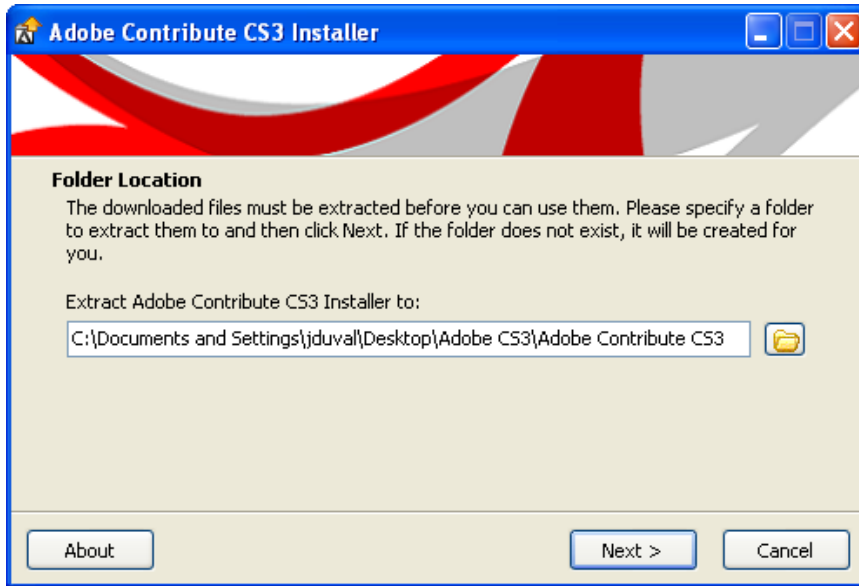 Adobe Contribute CS3 Installer
Folder Location
The downloaded files must be extracted before you can use them. Please specify a folder
to extract them to and then click Next. If the folder does not exist, it will be created for
you.
Extract Adobe Contribute CS3 Installer to:
C:\Documents and Settings\jduval\Desktop\Adobe CS3\Adobe Contribute CS3
About
Next >
Cancel